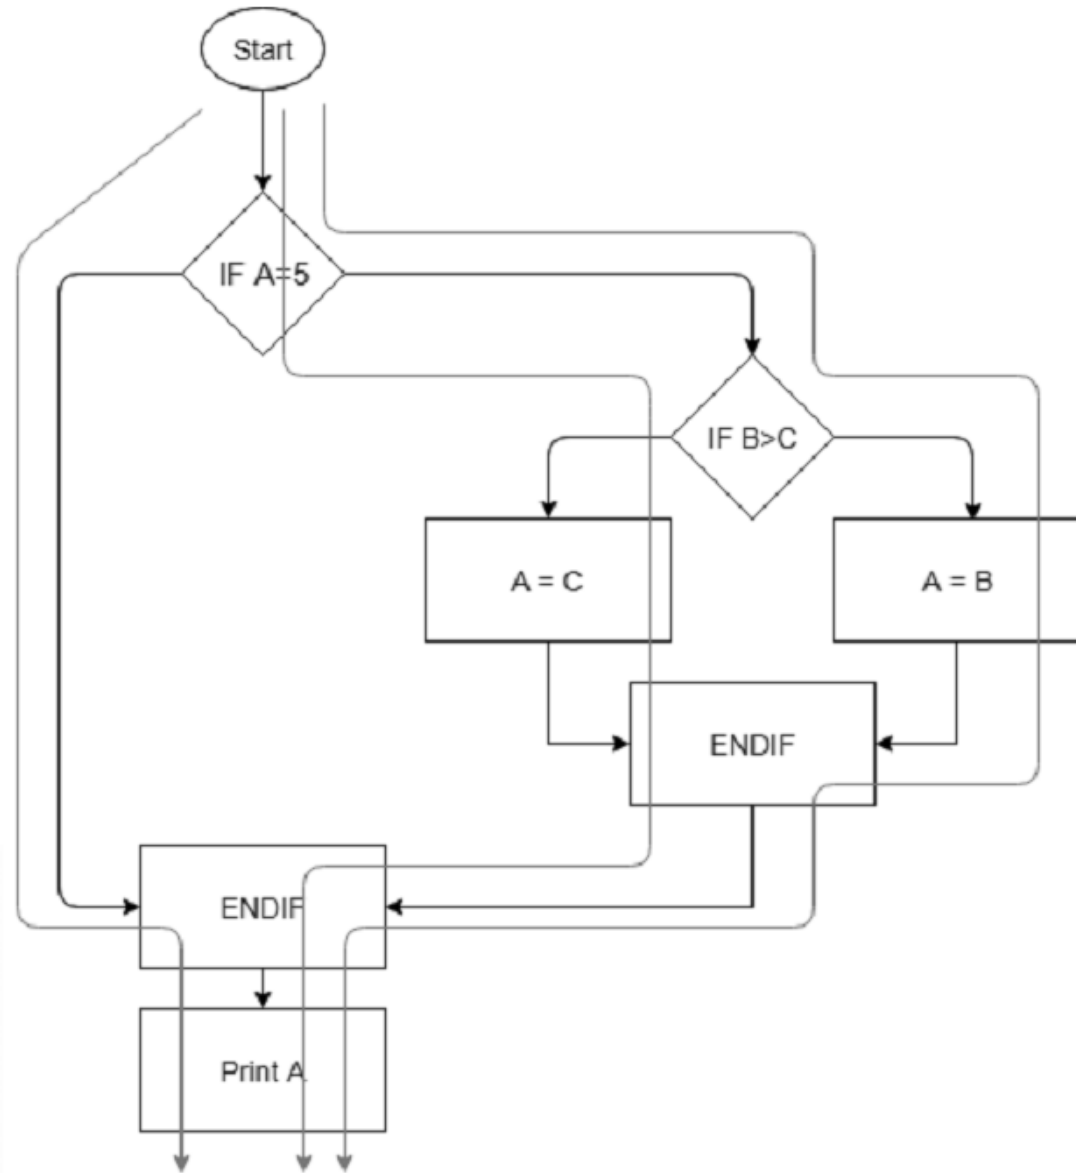 Start
IF A=5
IF B>C
A = C
A = B
ENDIF
ENDIF
Print A